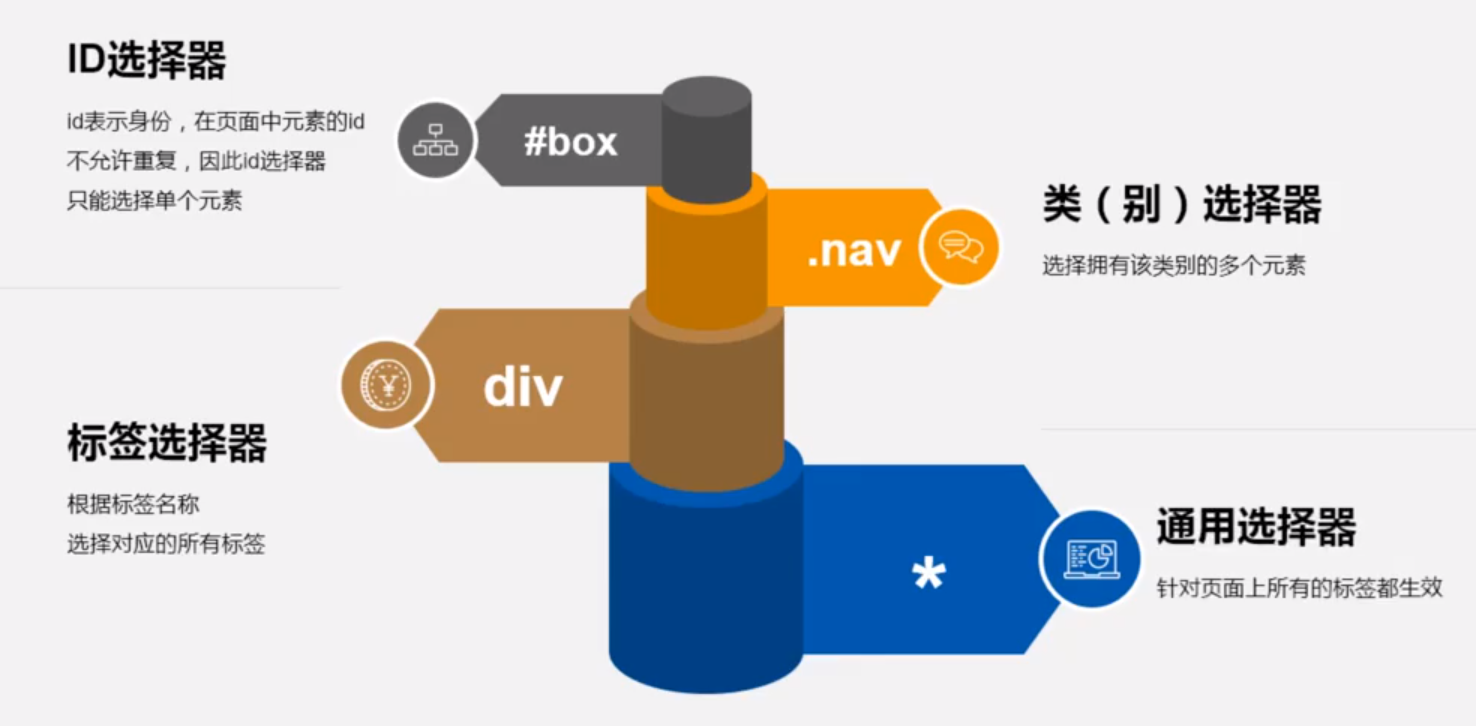 ID选择器
id表示身份，在页面中元素的id
不允许重复，因此id选择器
只能选择单个元素
#box
类（别）选择器
选择拥有该类别的多个元素
.nav
div
标签选择器
根据标签名称
选择对应的所有标签
*
通用选择器
针对页面上所有的标签都生效